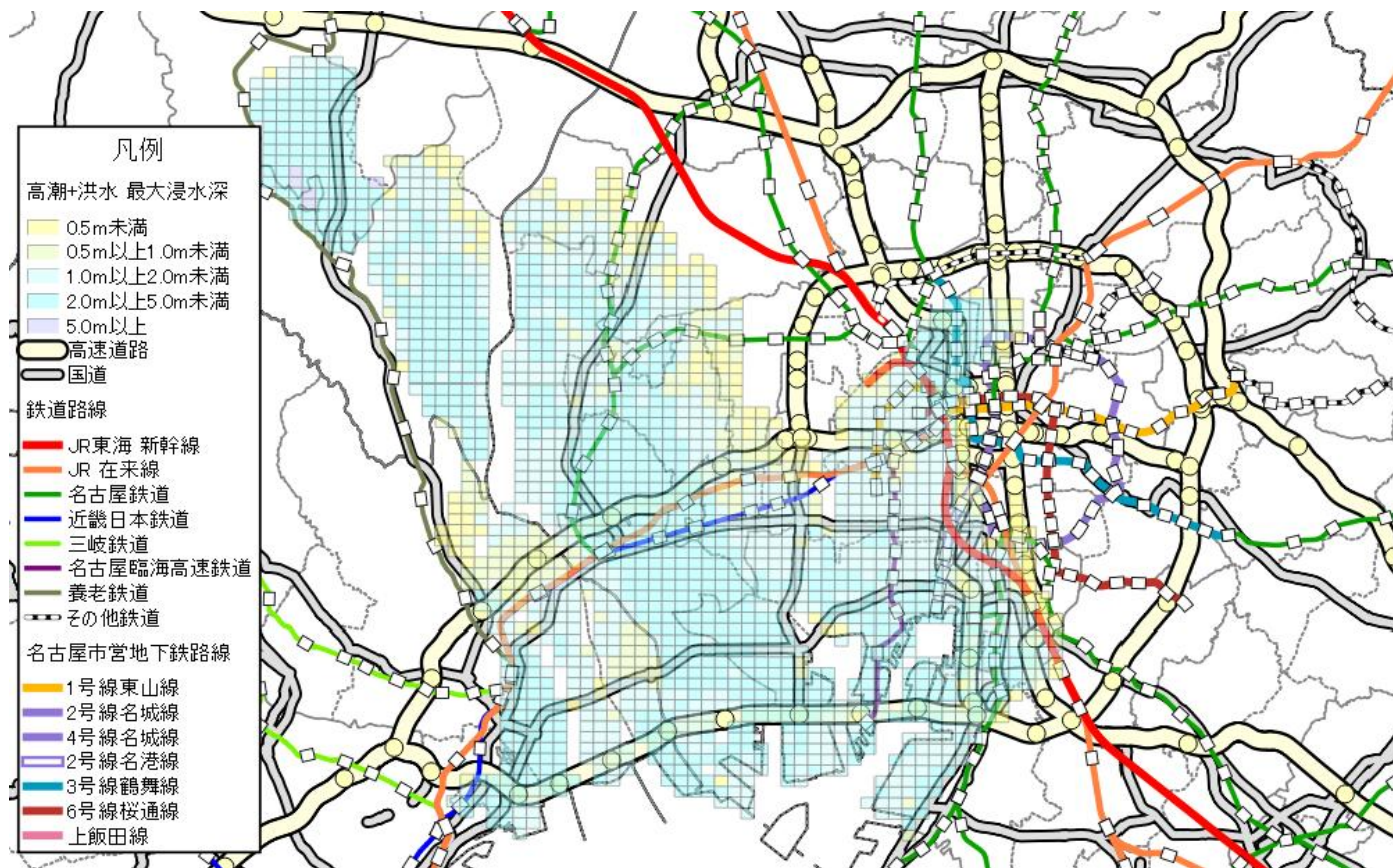 凡例
高潮+洪水 最大浸水深
0.5m未満
0.5m以上1.0m未満
1.0m以上2.0m未満
2.0m以上5.0m未満
5.0m以上
高速道路
国道
鉄道路線
JR東海 新幹線
JR 在来線
名古屋鉄道
近畿日本鉄道
三岐鉄道
名古屋臨海高速鉄道
養老鉄道
その他鉄道
名古屋市営地下鉄路線
1号線東山線
2号線名城線
4号線名城線
2号線名港線
3号線鶴舞線
6号線桜通線
上飯田線